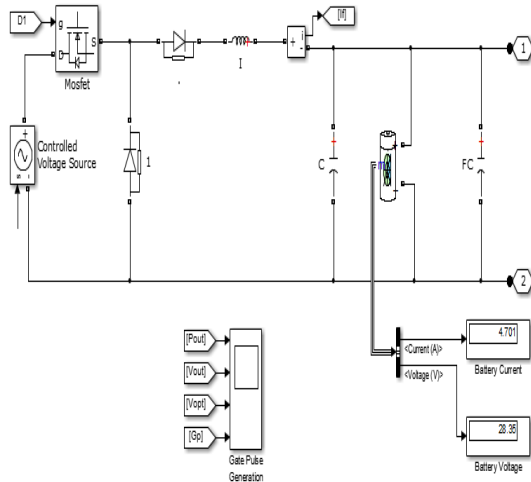 D1
[If]
g
D
S
i
+
-
1
Mosfet
I
+
Controlled
Voltage Source
s
-
1
C
m
FC
2
[Pout]
[Vout]
[Vopt]
[Gp]
Gate Pulse
Generation
<Current (A)>
<Voltage (V)>
4.701
Battery Current
28.35
Battery Voltage